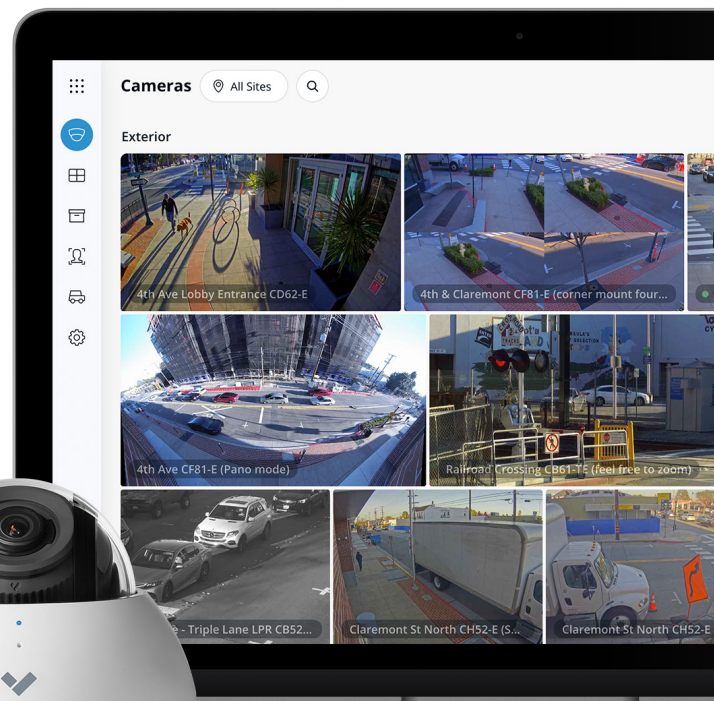 Cameras
All Sites
Exterior
4th Ave Lobby Entrance CD62-E
4th & Claremont CF81-E (corner mount four...
4th Ave CF81-E (Pano mode)
Railroad Crossing CB61-TE (feel free to zoom)
e - Triple Lane LPR CB52...
Claremont St North CH52-E (S...
Claremont St North CH52-E